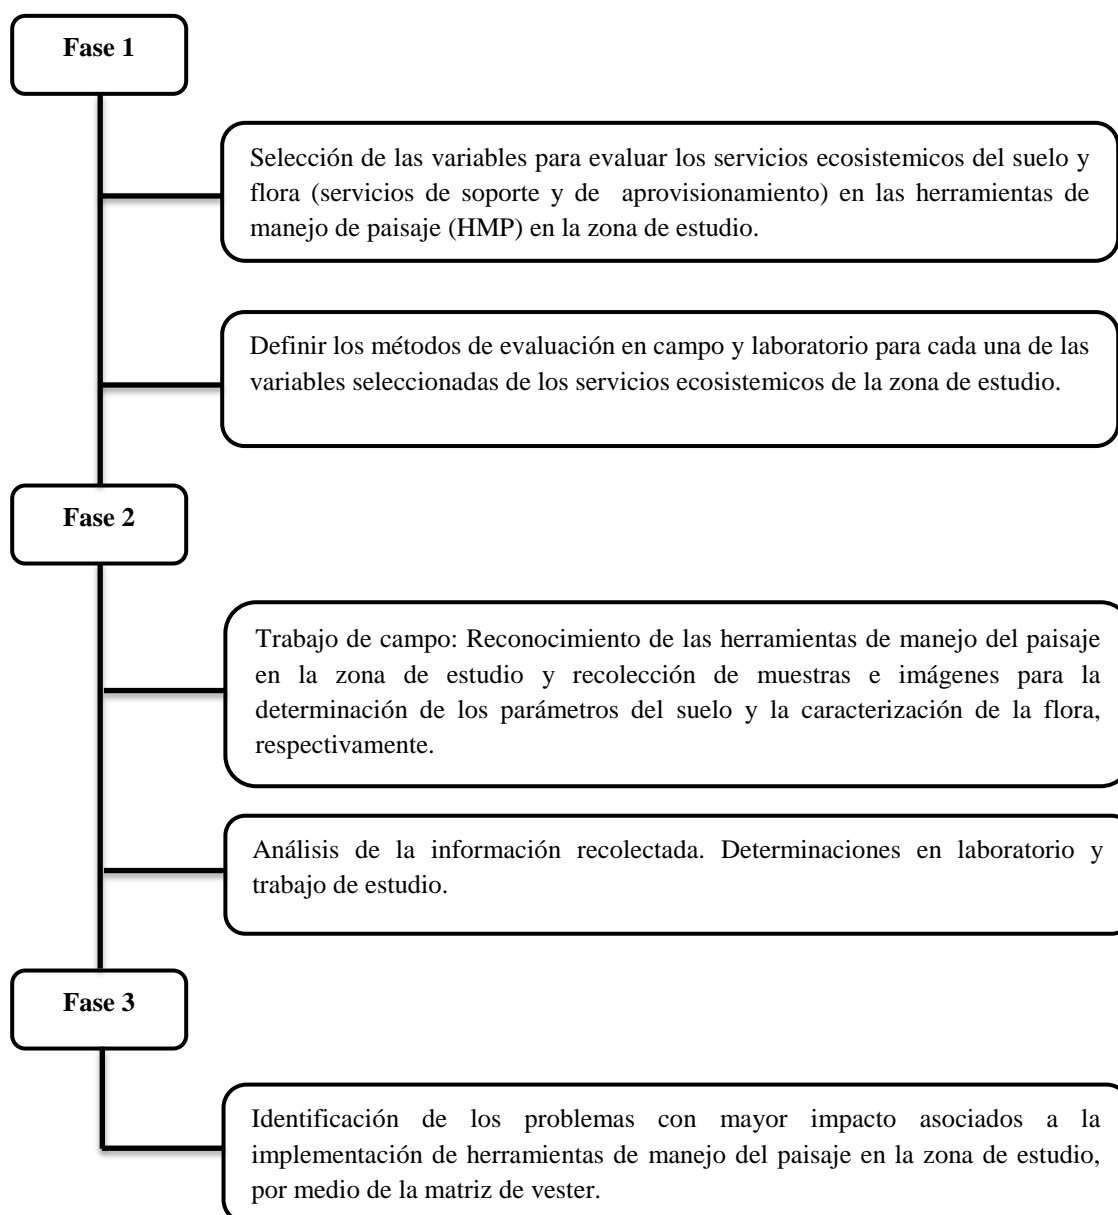 Fase 1
Selección de las variables para evaluar los servicios ecosistemicos del suelo y
flora (servicios de soporte y de aprovisionamiento) en las herramientas de
manejo de paisaje (HMP) en la zona de estudio.
Definir los métodos de evaluación en campo y laboratorio para cada una de las
variables seleccionadas de los servicios ecosistemicos de la zona de estudio.
Fase 2
Trabajo de campo: Reconocimiento de las herramientas de manejo del paisaje
en la zona de estudio y recolección de muestras e imágenes para la
determinación de los parámetros del suelo y la caracterización de la flora,
respectivamente.
Análisis de la información recolectada. Determinaciones en laboratorio y
trabajo de estudio.
Fase 3
Identificación de los problemas con mayor impacto asociados a la
implementación de herramientas de manejo del paisaje en la zona de estudio,
por medio de la matriz de vester.